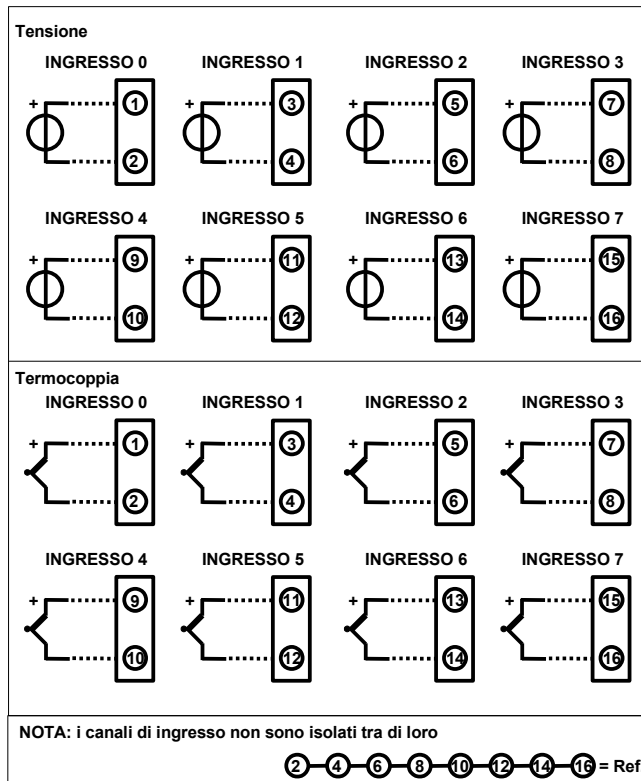 Tensione
INGRESSO 0 INGRESSO 1 INGRESSO 2 INGRESSO 3
+ 1 + 3 + 5 + 7
2 4 6 8
INGRESSO 4 INGRESSO 5 INGRESSO 6 INGRESSO 7
+ 9 + 11 + 13 + 15
10 12 14 16
Termocoppia
INGRESSO 0 INGRESSO 1 INGRESSO 2 INGRESSO 3
+ 1 + 3 + 5 + 7
2 4 6 8
INGRESSO 4 INGRESSO 5 INGRESSO 6 INGRESSO 7
+ 9 + 11 + 13 + 15
10 12 14 16
NOTA: i canali di ingresso non sono isolati tra di loro
2 4 6 8 10 12 14 16 = Ref